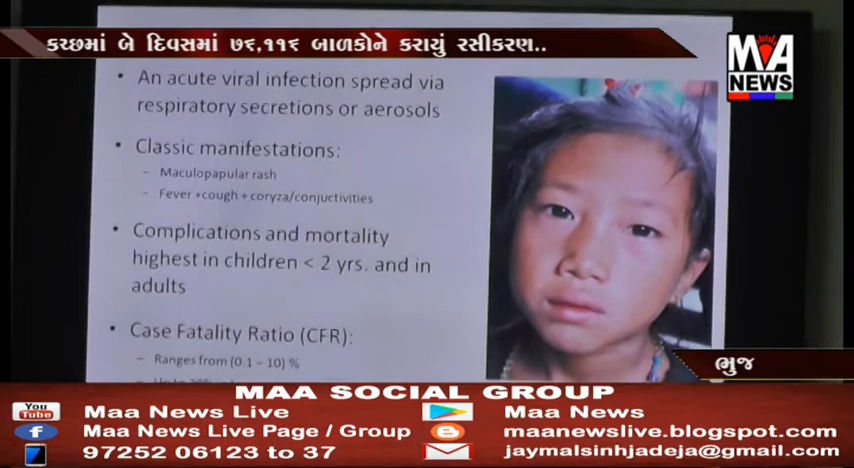 કચ્છમાં બે દિવસમાં ૭૬,૧૧૬ બાળકોને કરાયું રસીકરણ..
MAA
NEWS
• An acute viral infection spread via
respiratory secretions or aerosols
• Classic manifestations:
– Maculopapular rash
– Fever +cough + coryza/conjuctivities
• Complications and mortality
highest in children < 2 yrs. and in
adults
• Case Fatality Ratio (CFR):
– Ranges from (0.1 – 10) %
ભુજ
MAA SOCIAL GROUP
You Tube Maa News Live
Maa News
f Maa News Live Page / Group
maanewslive.blogspot.com
97252 06123 to 37
jaymalsinhjadeja@gmail.com